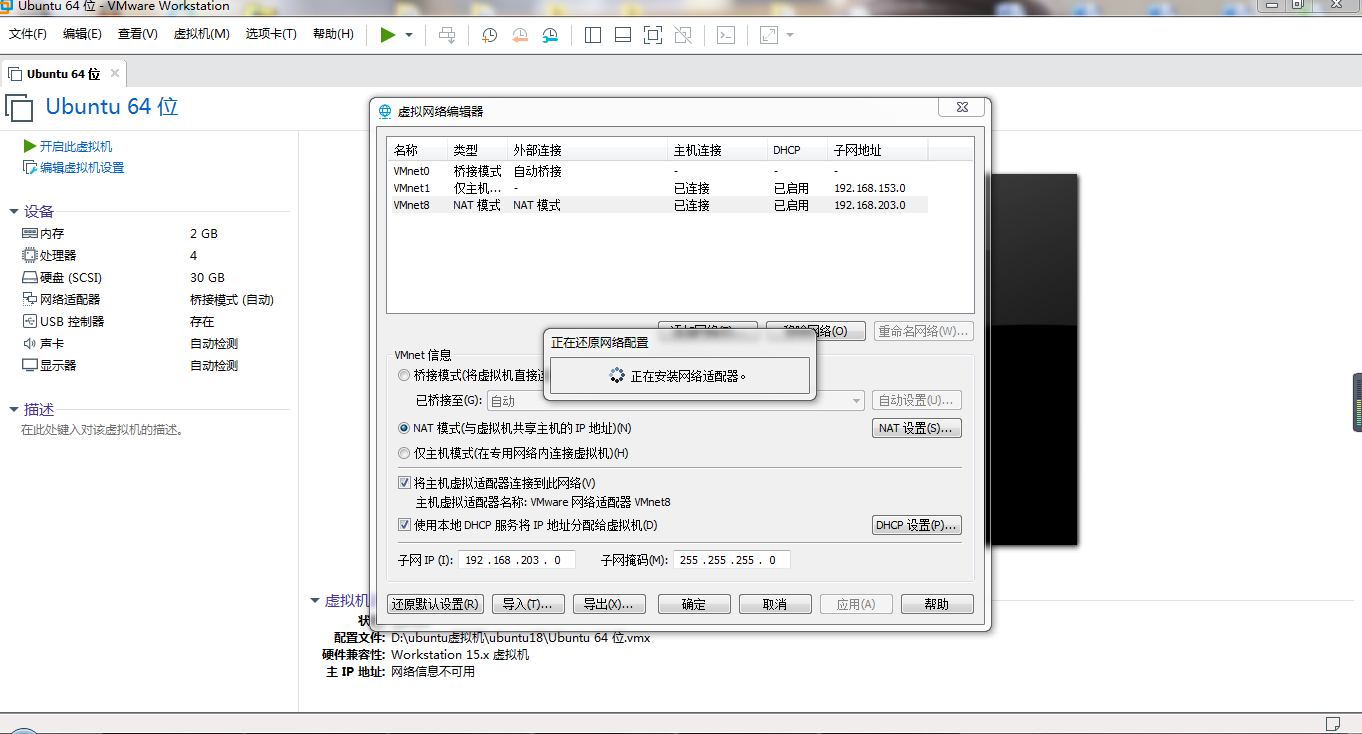 Ubuntu 64 位 - VMware Workstation
文件(F) 编辑(E) 查看(V) 虚拟机(M) 选项卡(T) 帮助(H)
Ubuntu 64 位
Ubuntu 64 位
开启此虚拟机
编辑虚拟机设置
设备
内存 2 GB
处理器 4
硬盘 (SCSI) 30 GB
网络适配器 桥接模式 (自动)
USB 控制器 存在
声卡 自动检测
显示器 自动检测
描述
在此处键入对该虚拟机的描述。
虚拟网络编辑器
名称 类型 外部连接 主机连接 DHCP 子网地址
VMnet0 桥接模式 自动桥接 - - -
VMnet1 仅主机... - 已连接 已启用 192.168.153.0
VMnet8 NAT 模式 NAT 模式 已连接 已启用 192.168.203.0
网络(O) 重命名网络(W)...
正在还原网络配置
正在安装网络适配器。
VMnet 信息
桥接模式(将虚拟机直接
已桥接至(G): 自动 自动设置(U)...
NAT 模式(与虚拟机共享主机的 IP 地址)(N) NAT 设置(S)...
仅主机模式(在专用网络内连接虚拟机)(H)
将主机虚拟适配器连接到此网络(V)
主机虚拟适配器名称: VMware 网络适配器 VMnet8
使用本地 DHCP 服务将 IP 地址分配给虚拟机(D) DHCP 设置(P)...
子网 IP (I): 192 . 168 . 203 . 0 子网掩码(M): 255 . 255 . 255 . 0
还原默认设置(R) 导入(T)... 导出(X)... 确定 取消 应用(A) 帮助
虚拟机
状
配置文件: D:\ubuntu虚拟机\ubuntu18\Ubuntu 64 位.vmx
硬件兼容性: Workstation 15.x 虚拟机
主 IP 地址: 网络信息不可用